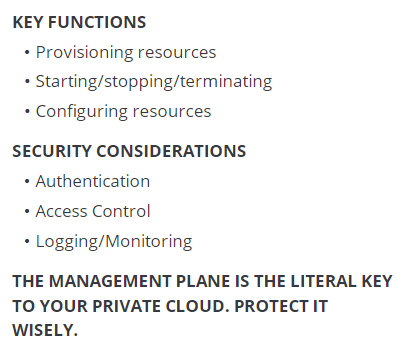 KEY FUNCTIONS
• Provisioning resources
• Starting/stopping/terminating
• Configuring resources
SECURITY CONSIDERATIONS
• Authentication
• Access Control
• Logging/Monitoring
THE MANAGEMENT PLANE IS THE LITERAL KEY
TO YOUR PRIVATE CLOUD. PROTECT IT
WISELY.